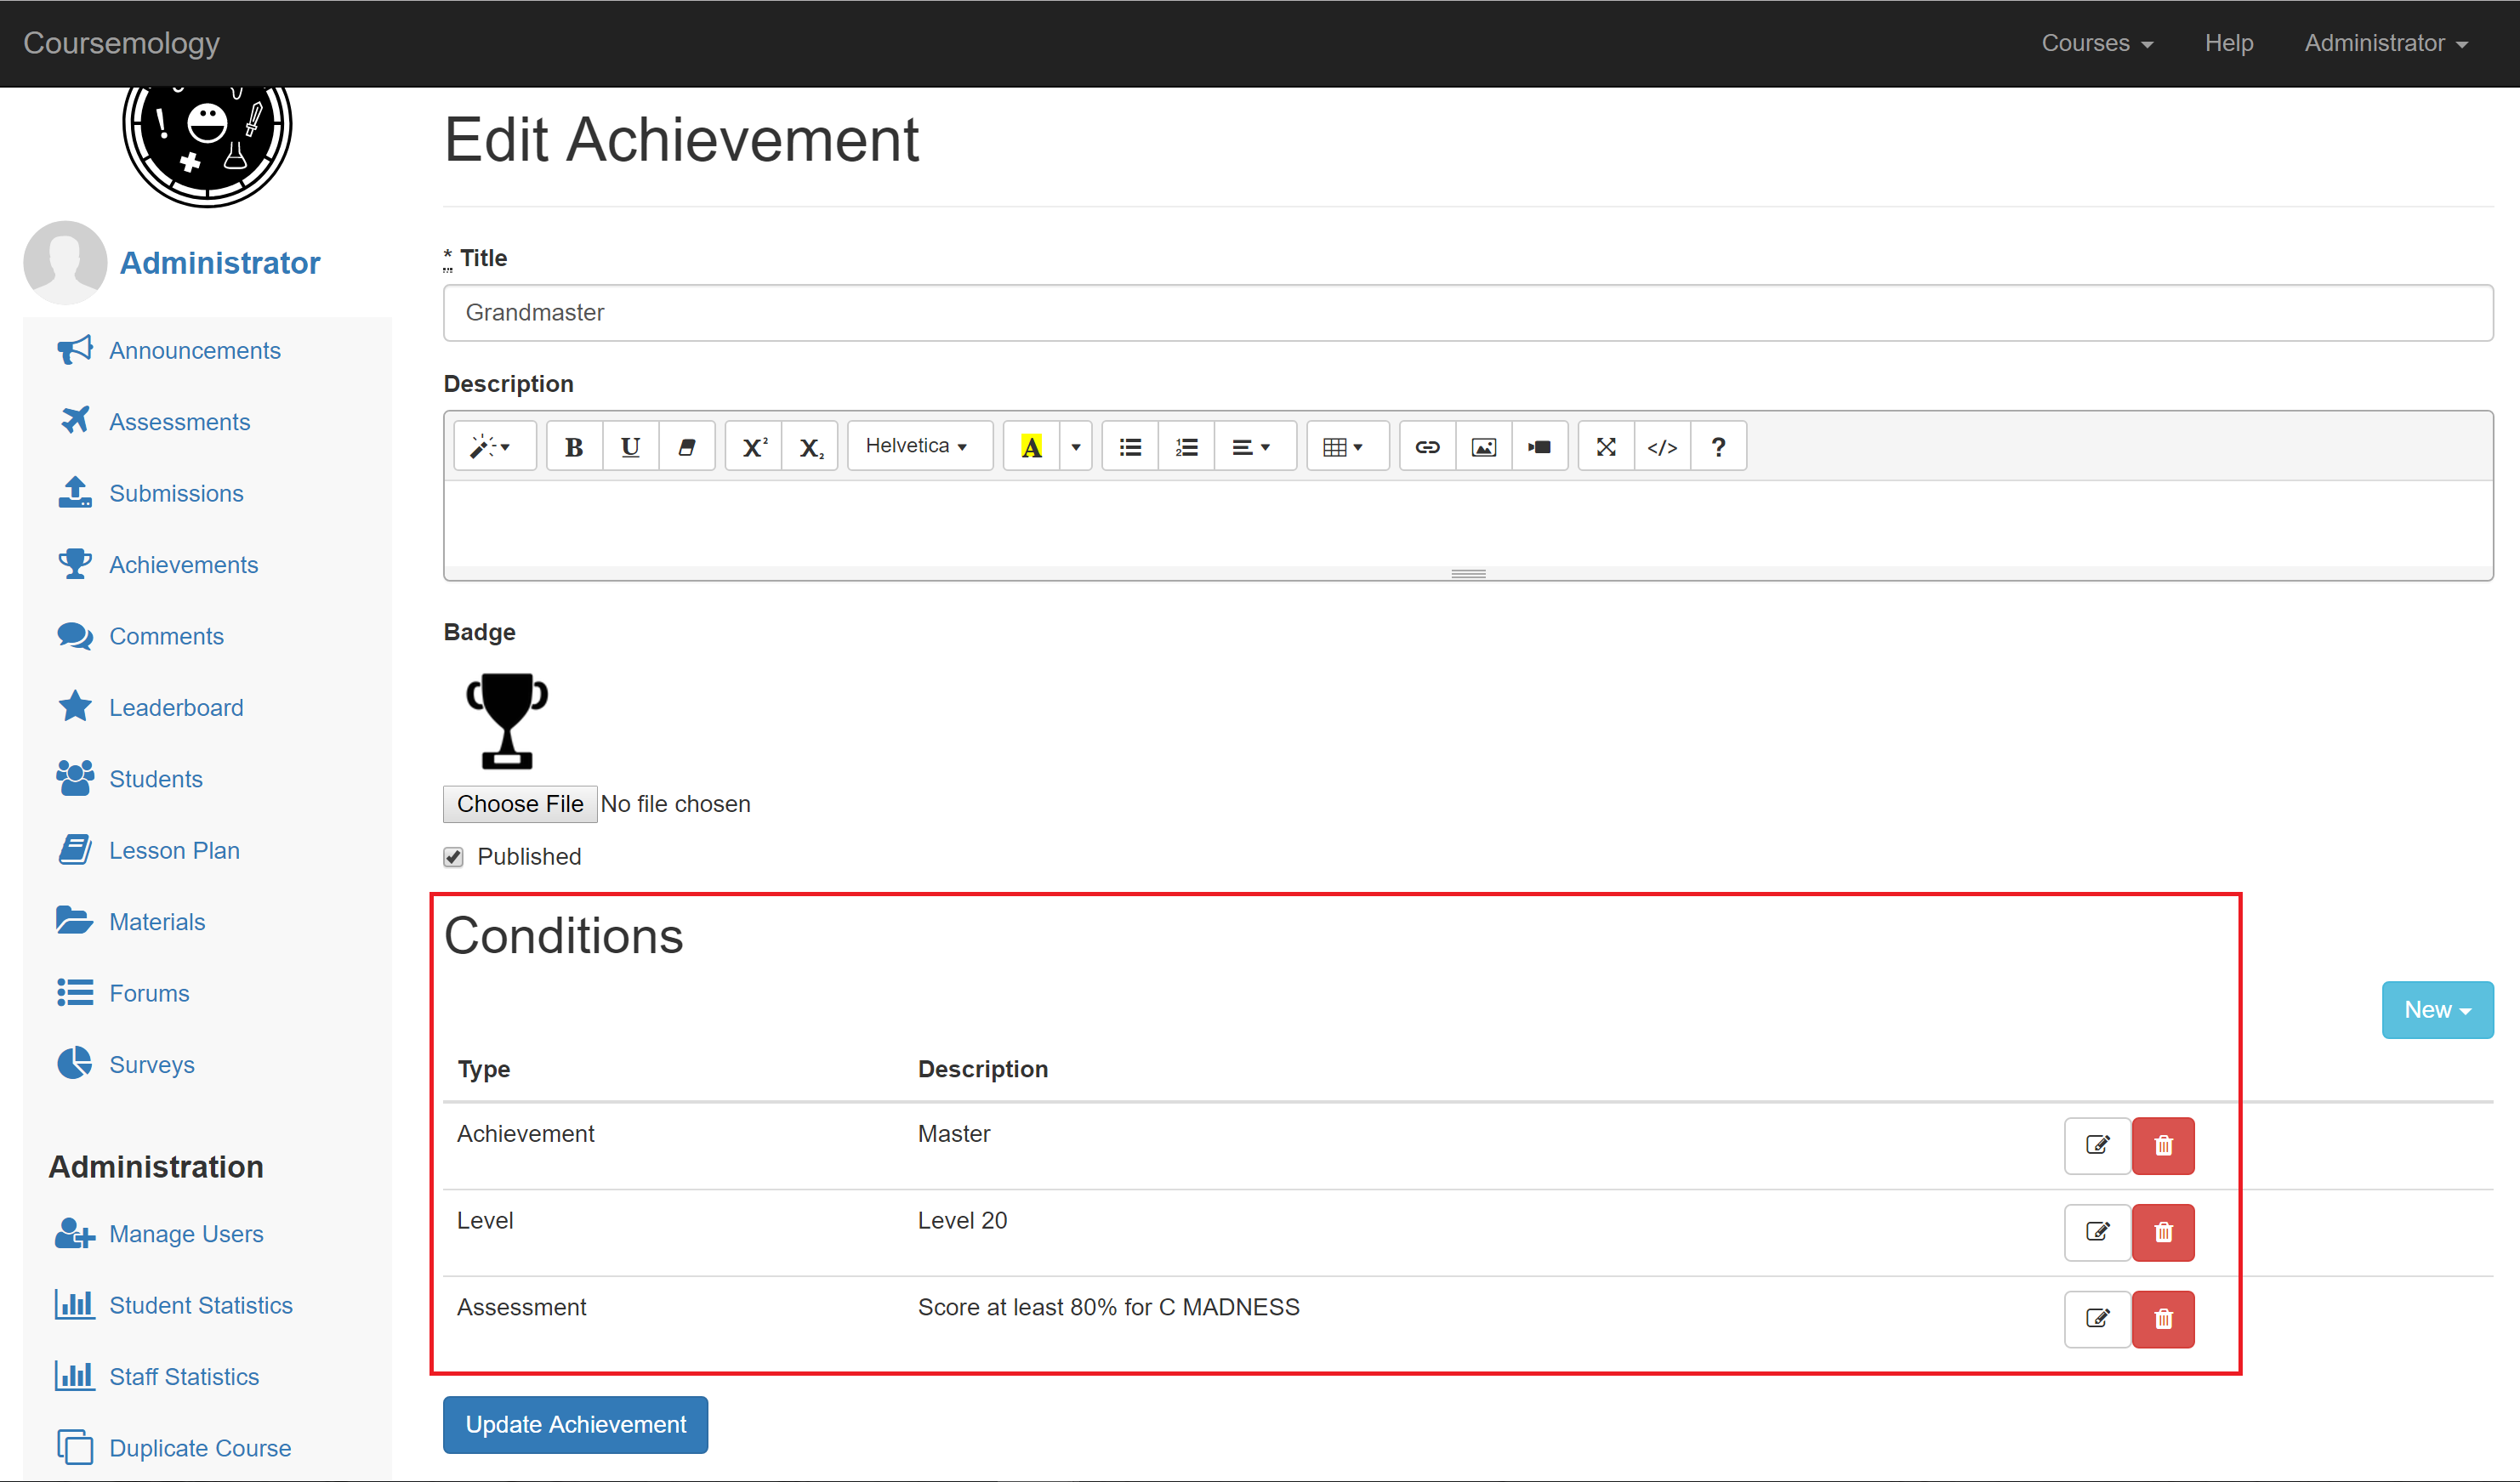 Coursemology
Courses Help Administrator
Administrator
Announcements
Assessments
Submissions
Achievements
Comments
Leaderboard
Students
Lesson Plan
Materials
Forums
Surveys
Administration
Manage Users
Student Statistics
Staff Statistics
Duplicate Course
Edit Achievement
* Title
Grandmaster
Description
B U X² X₂ Helvetica A </> ?
Badge
Choose File No file chosen
Published
Conditions
New
Type Description
Achievement Master
Level Level 20
Assessment Score at least 80% for C MADNESS
Update Achievement